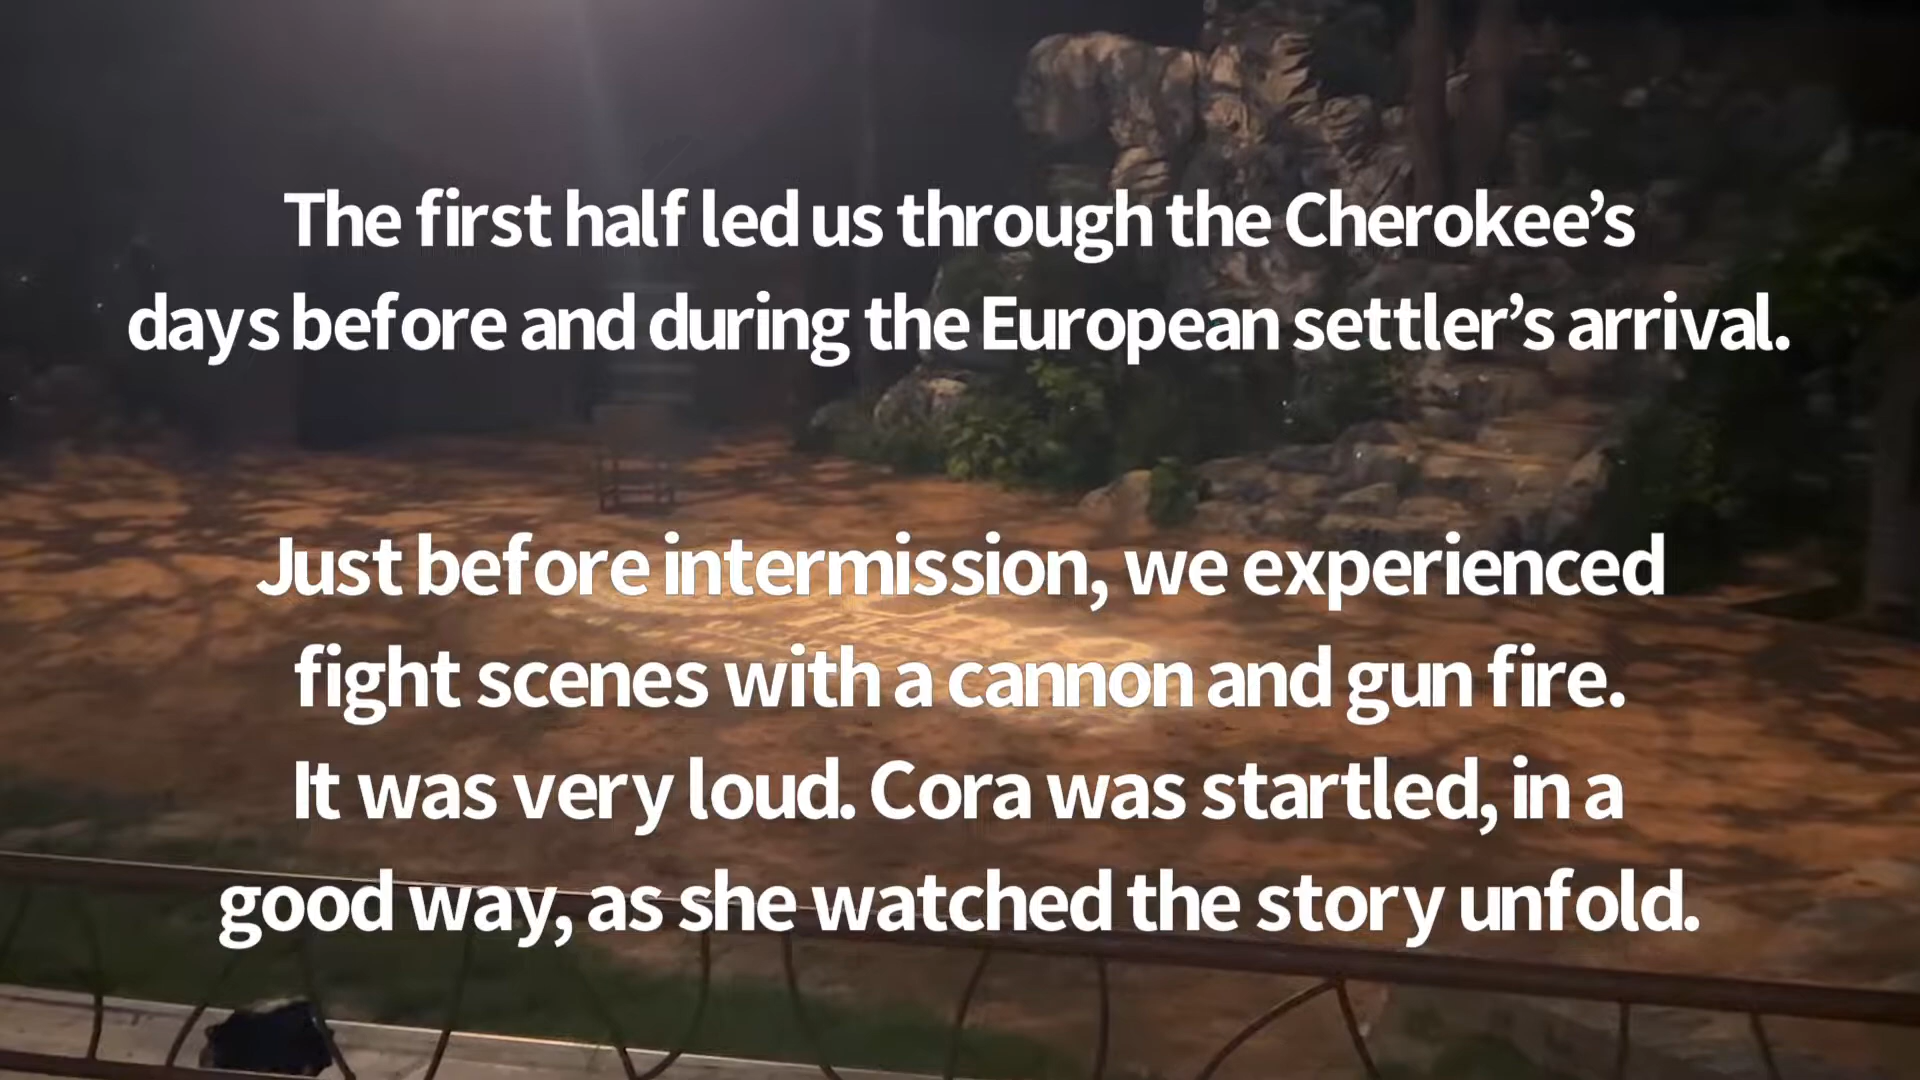 The first half led us through the Cherokee’s
days before and during the European settler’s arrival.
Just before intermission, we experienced
fight scenes with a cannon and gun fire.
It was very loud. Cora was startled, in a
good way, as she watched the story unfold.